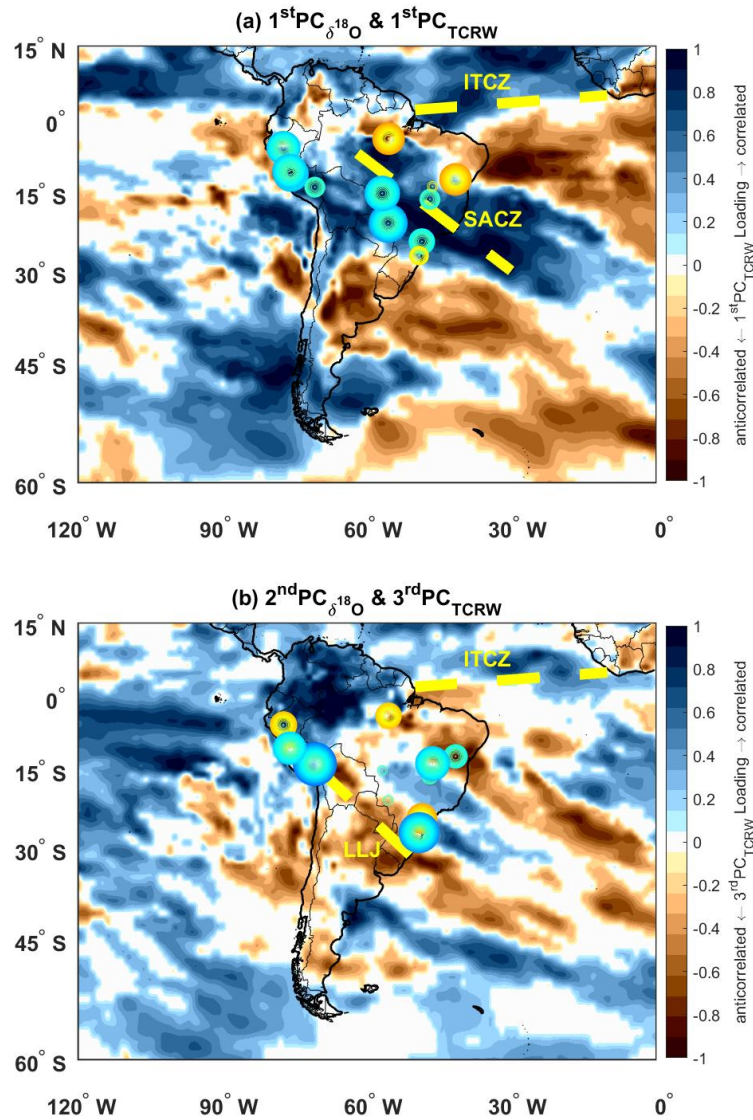 (a) 1stPCδ18O & 1stPCTCRW
15° N
0°
15° S
30° S
45° S
60° S
120° W
90° W
60° W
30° W
0°
ITCZ
SACZ
1
0.8
0.6
0.4
0.2
0
-0.2
-0.4
-0.6
-0.8
-1
anticorrelated ← 1stPCTCRW Loading → correlated
(b) 2ndPCδ18O & 3rdPCTCRW
15° N
0°
15° S
30° S
45° S
60° S
120° W
90° W
60° W
30° W
0°
ITCZ
LLJ
1
0.8
0.6
0.4
0.2
0
-0.2
-0.4
-0.6
-0.8
-1
anticorrelated ← 3rdPCTCRW Loading → correlated